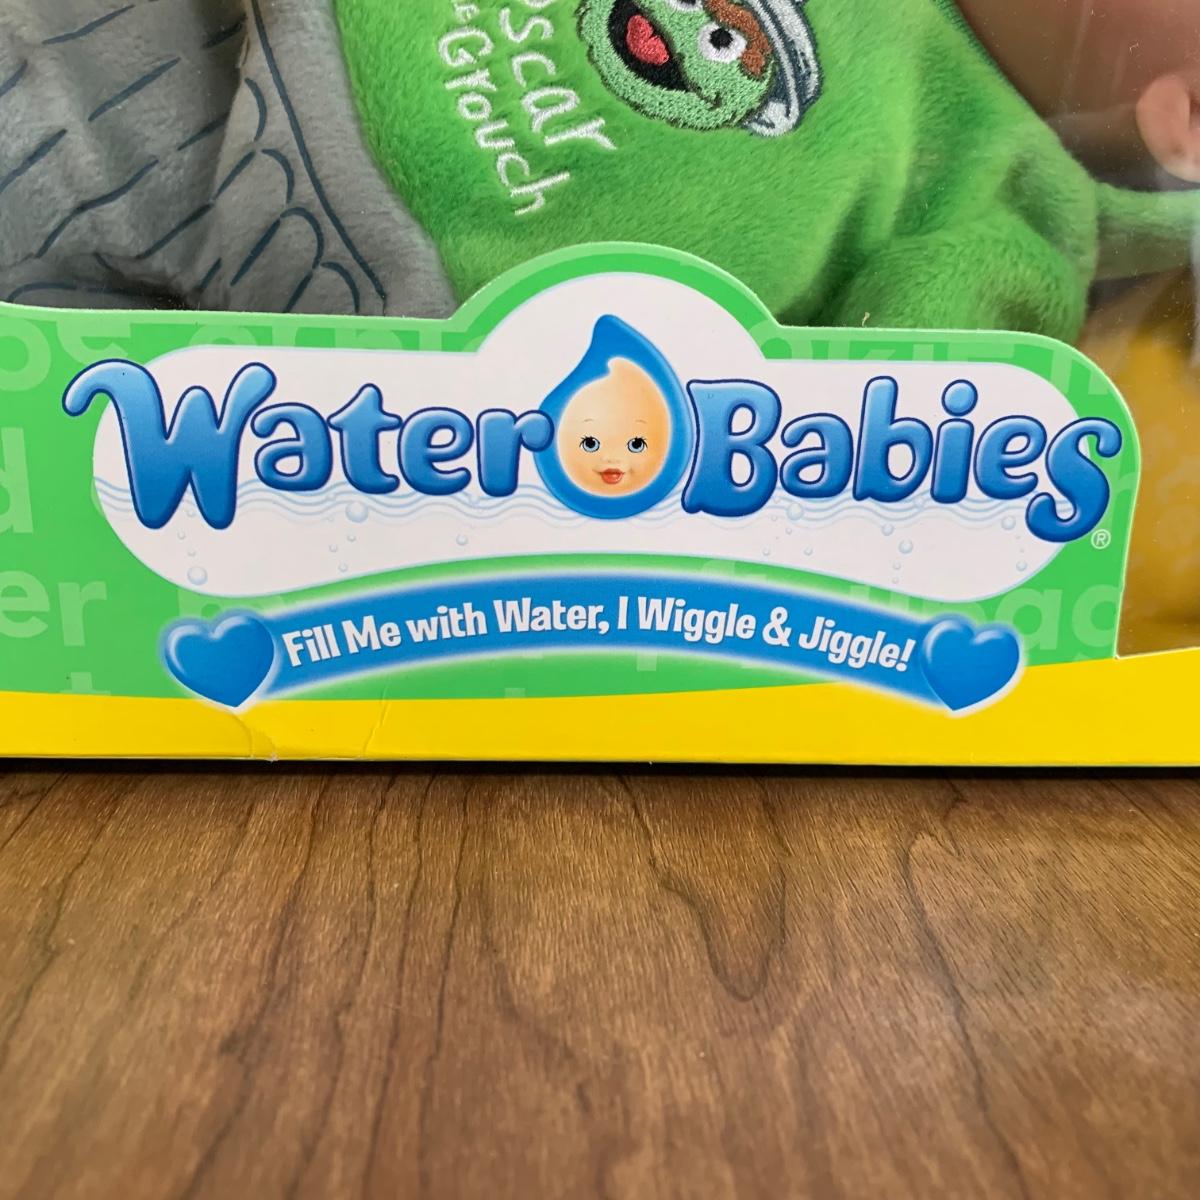 Oscar
Grouch
Water Babies®
Fill Me with Water, I Wiggle & Jiggle!